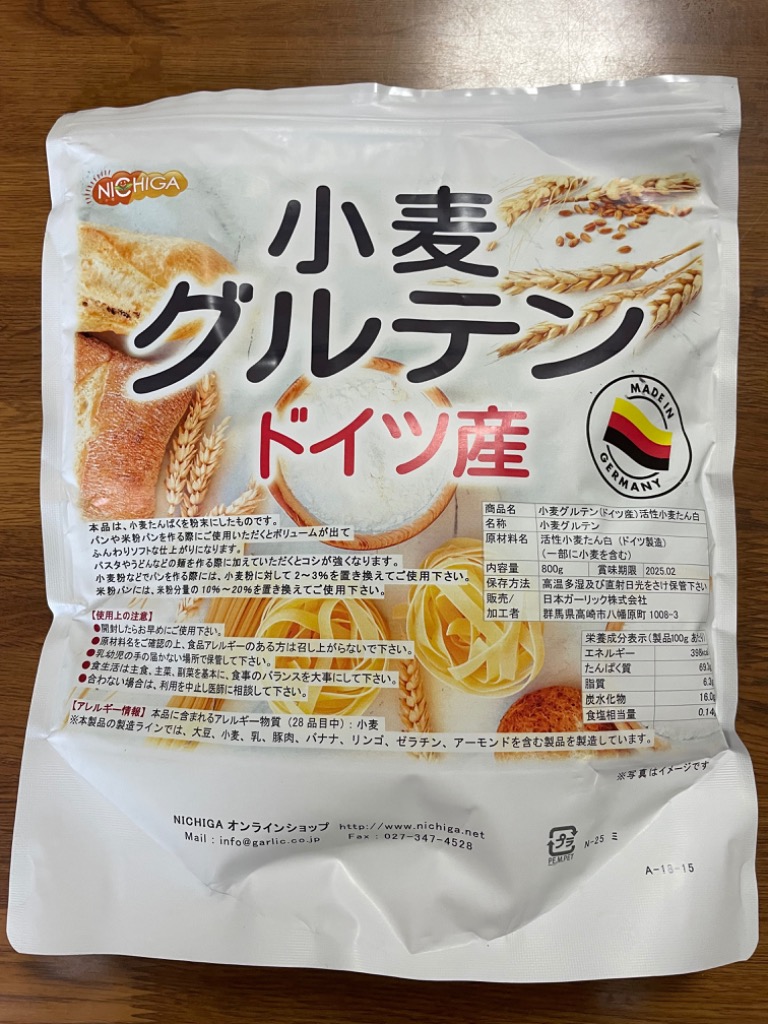 NICHIGA
小麦
グルテン
ドイツ産
MADE IN
GERMANY
本品は、小麦たんぱくを粉末にしたものです。
パンや米粉パンを作る際にご使用いただくとボリュームが出て
ふんわりソフトな仕上がりになります。
パスタやうどんなどの麺を作る際に加えていただくとコシが強くなります。
小麦粉などでパンを作る際には、小麦粉に対して2〜3%を置き換えてご使用下さい。
米粉パンには、米粉分量の10%〜20%を置き換えてご使用下さい。
【使用上の注意】
●開封したらお早めにご使用下さい。
●原材料名をご確認の上、食品アレルギーのある方は召し上がらないで下さい。
●乳幼児の手の届かない場所で保管して下さい。
●食生活は主食、主菜、副菜を基本に、食事のバランスを大事にして下さい。
●合わない場合は、利用を中止し医師に相談して下さい。
【アレルギー情報】本品に含まれるアレルギー物質(28品目中):小麦
※本製品の製造ラインでは、大豆、小麦、乳、豚肉、バナナ、リンゴ、ゼラチン、アーモンドを含む製品を製造しています。
商品名 小麦グルテン(ドイツ産)活性小麦たん白
名称 小麦グルテン
原材料名 活性小麦たん白(ドイツ製造)
(一部に小麦を含む)
内容量 800g 賞味期限 2025.02
保存方法 高温多湿及び直射日光をさけ保管下さい
販売/ 日本ガーリック株式会社
加工者 群馬県高崎市八幡原町1008-3
栄養成分表示(製品100g あたり)
エネルギー 398kcal
たんぱく質 69.
脂質 6.3
炭水化物 16.0
食塩相当量 0.14
※写真はイメージです
NICHIGA オンラインショップ http://www.nichiga.net
Mail : info@garlic.co.jp Fax : 027-347-4528
プラ
PE,M,PET
N-25 ミ
A-18-15